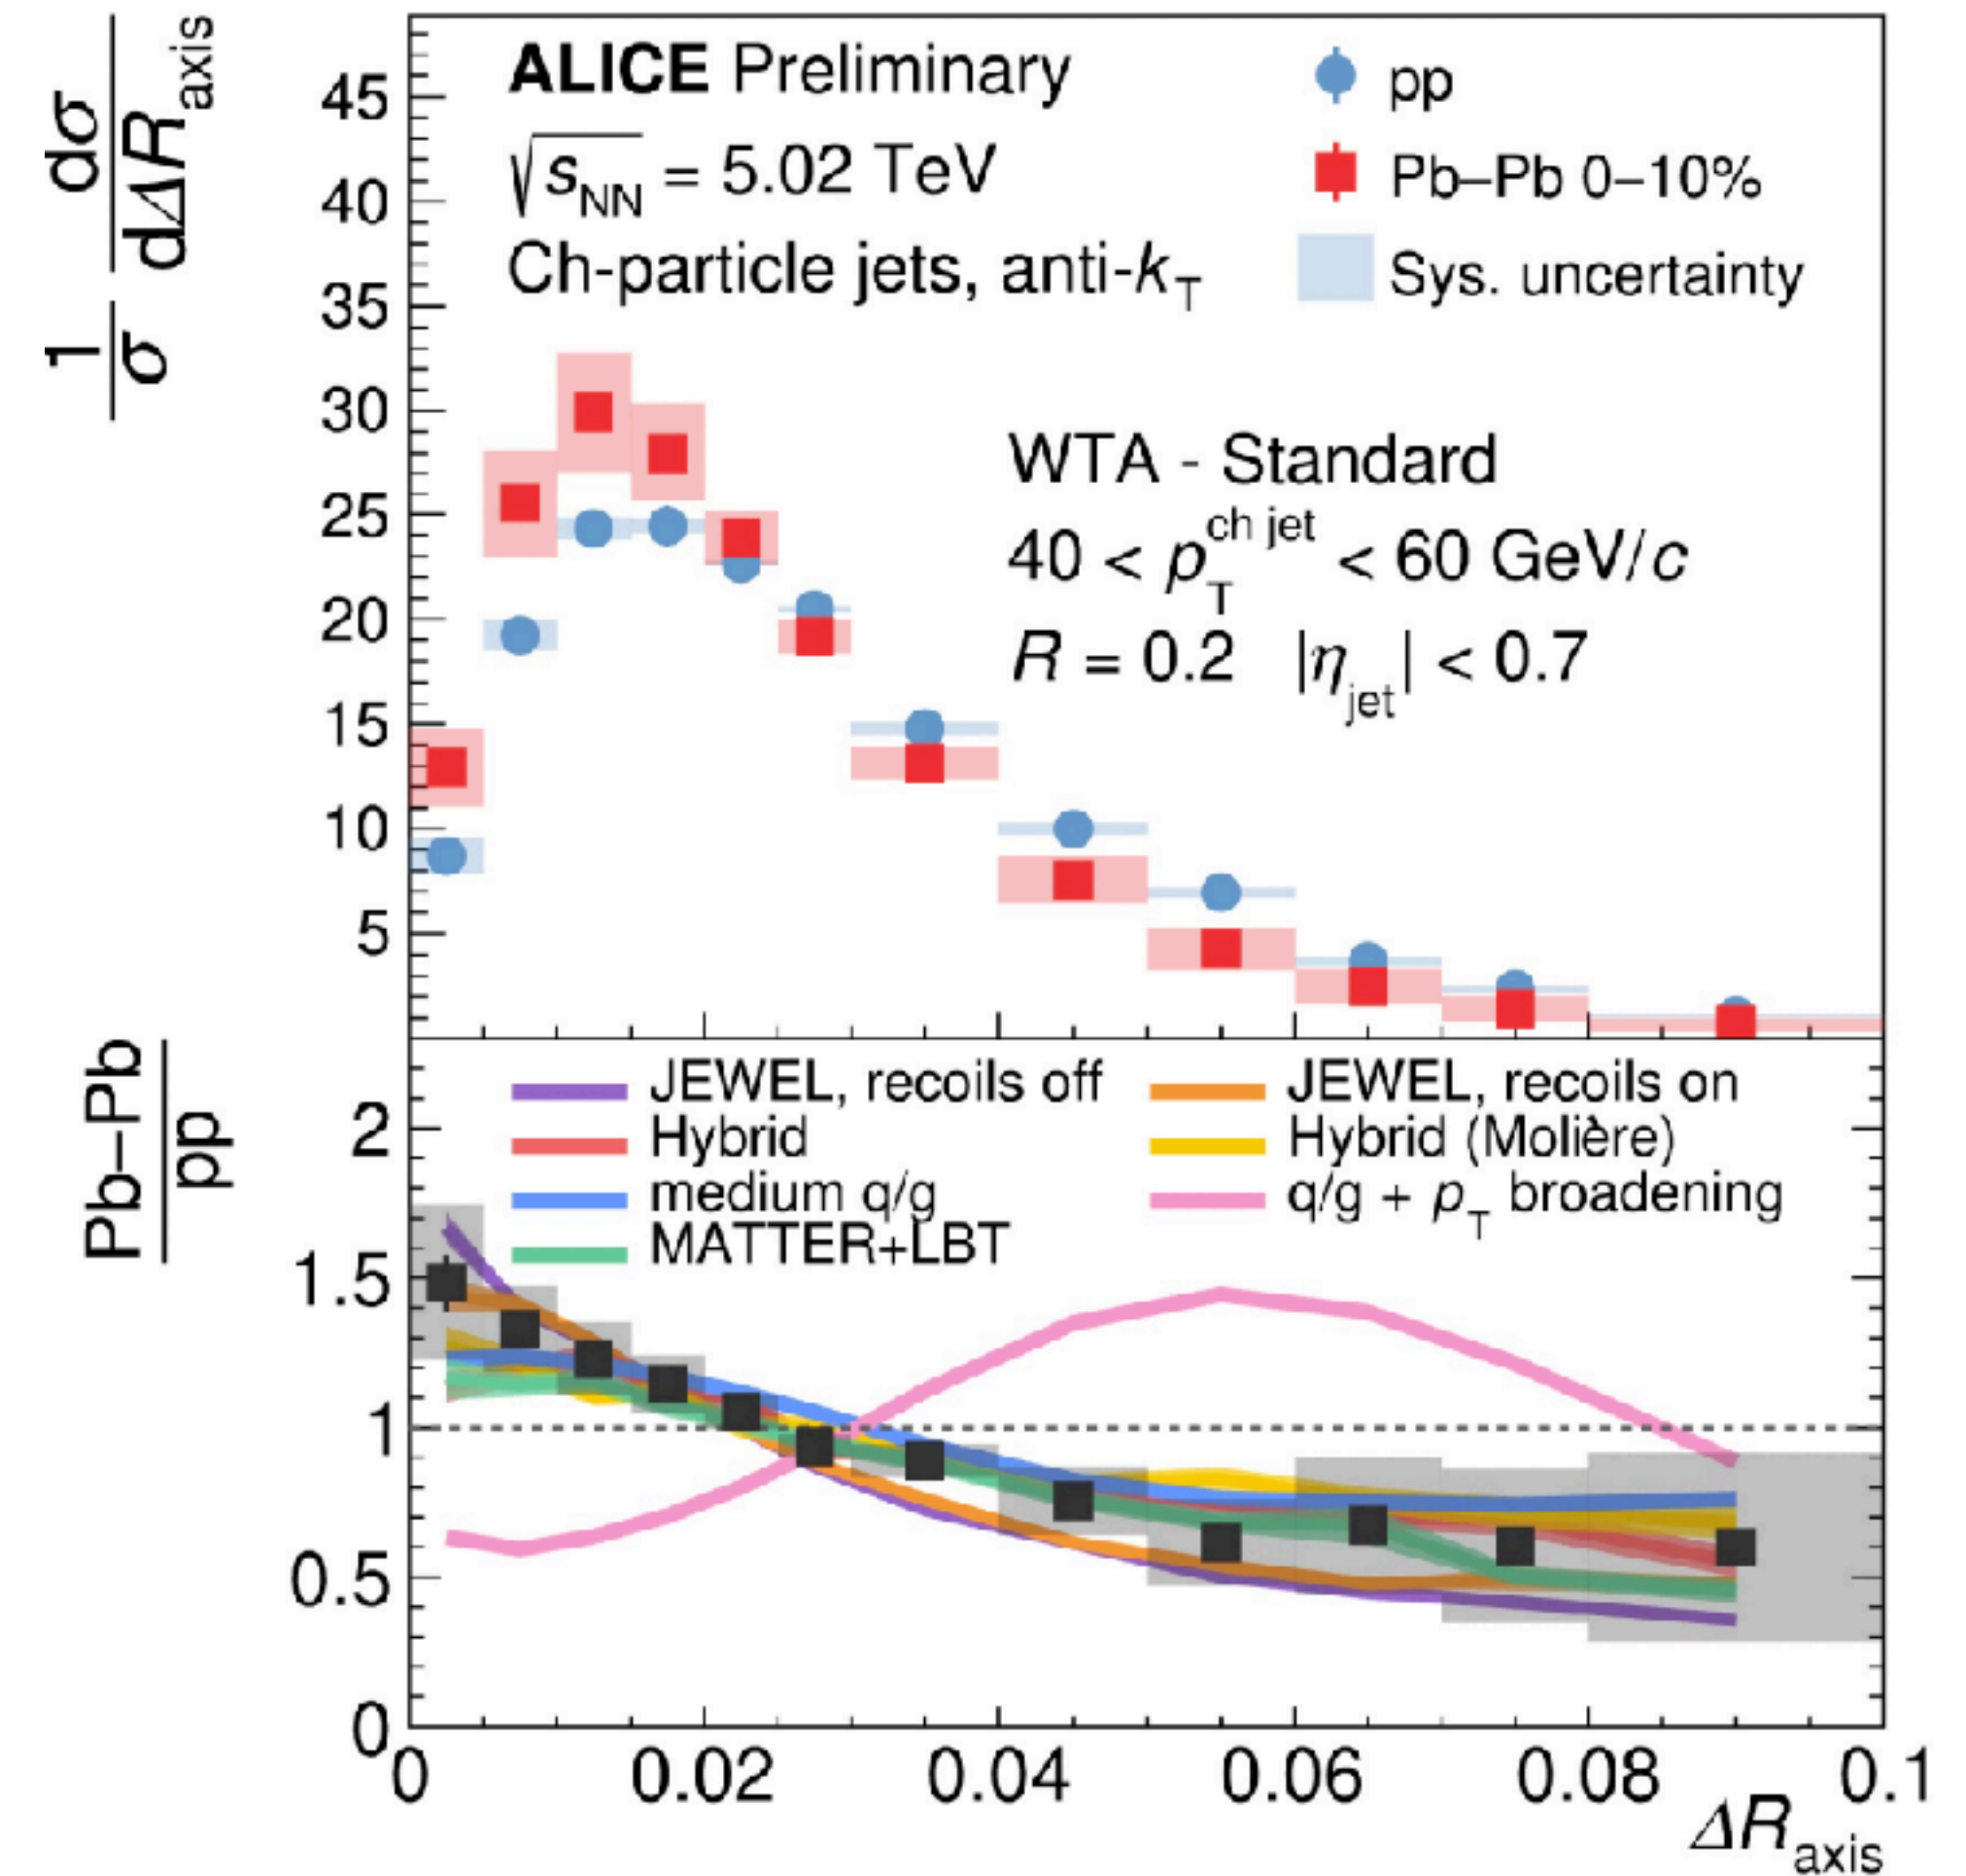 1/σ dσ/dΔR_axis
45
40
35
30
25
20
15
10
5
ALICE Preliminary
√s_NN = 5.02 TeV
Ch-particle jets, anti-k_T
pp
Pb–Pb 0–10%
Sys. uncertainty
WTA - Standard
40 < p_T^ch jet < 60 GeV/c
R = 0.2 |η_jet| < 0.7
Pb–Pb/pp
2
1.5
1
0.5
0
JEWEL, recoils off
Hybrid
medium q/g
MATTER+LBT
JEWEL, recoils on
Hybrid (Molière)
q/g + p_T broadening
0 0.02 0.04 0.06 0.08 0.1
ΔR_axis